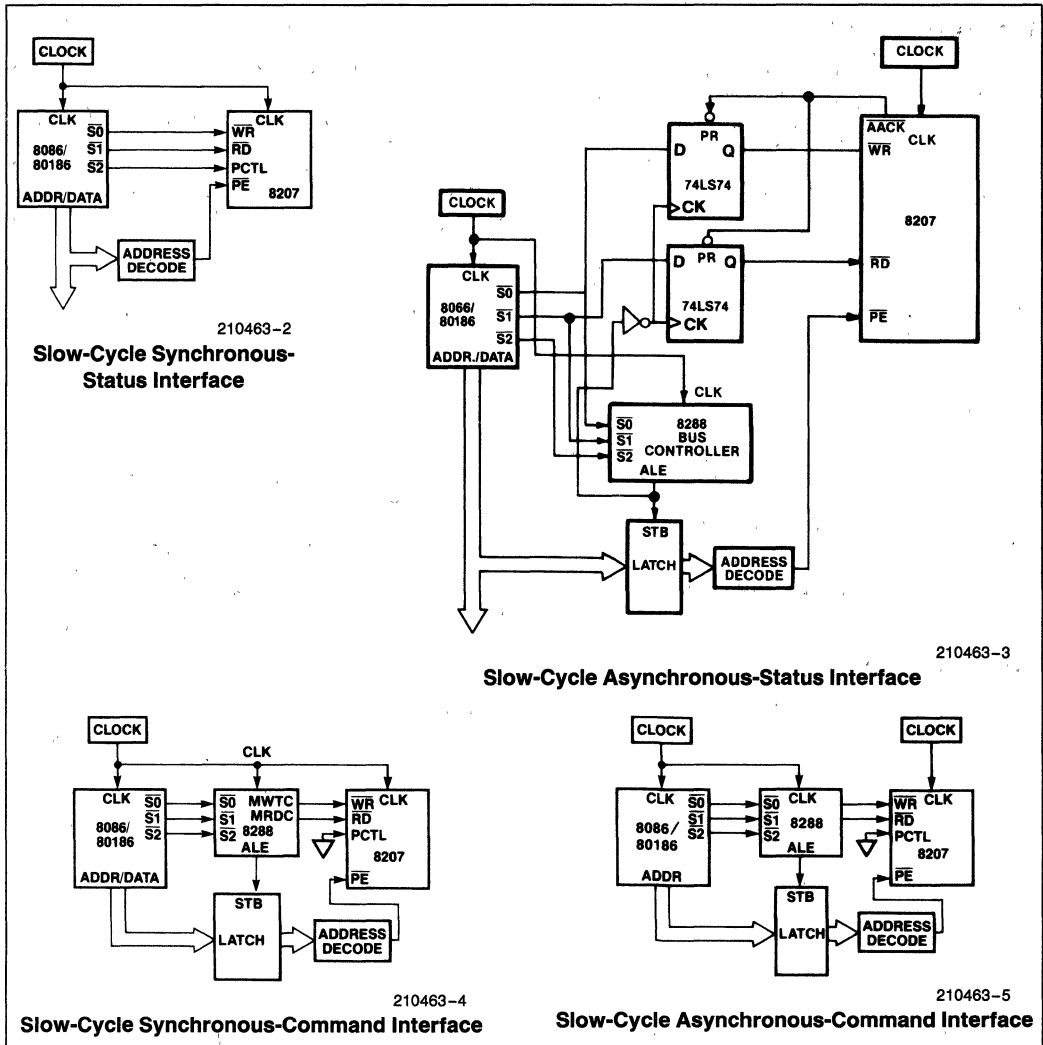 CLOCK
CLK
8086/
80186
S0
S1
S2
ADDR/DATA
CLK
WR
RD
PCTL
PE
8207
ADDRESS
DECODE
210463-2
Slow-Cycle Synchronous-
Status Interface
CLOCK
CLK
8066/
80186
S0
S1
S2
ADDR./DATA
PR
D Q
74LS74
CK
PR
D Q
74LS74
CK
CLOCK
AACK
CLK
WR
8207
RD
PE
CLK
S0
S1
S2
8288
BUS
CONTROLLER
ALE
STB
LATCH
ADDRESS
DECODE
210463-3
Slow-Cycle Asynchronous-Status Interface
CLOCK
CLK
CLK
8086/
80186
S0
S1
S2
ADDR/DATA
S0
S1
S2
MWTC
MRDC
8288
ALE
WR
CLK
RD
PCTL
8207
PE
STB
LATCH
ADDRESS
DECODE
210463-4
Slow-Cycle Synchronous-Command Interface
CLOCK
CLK
8086/
80186
S0
S1
S2
ADDR
S0
S1
S2
CLK
8288
ALE
CLOCK
WR
CLK
RD
PCTL
8207
PE
STB
LATCH
ADDRESS
DECODE
210463-5
Slow-Cycle Asynchronous-Command Interface